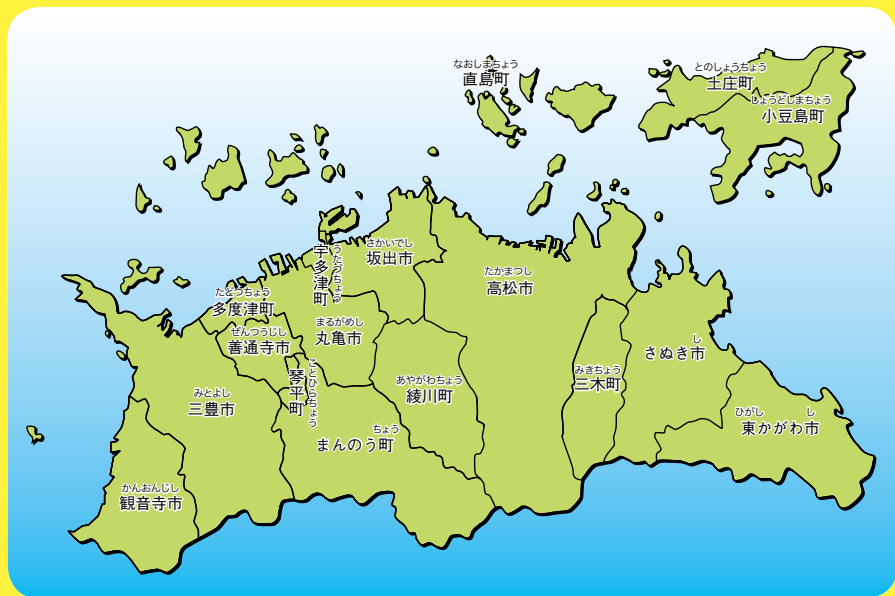 なおしまちょう
直島町
とのしょうちょう
土庄町
しょうどしまちょう
小豆島町
さかいでし
坂出市
うたづちょう
宇多津町
たかまつし
高松市
たどつちょう
多度津町
まるがめし
丸亀市
ぜんつうじし
善通寺市
し
さぬき市
ことひらちょう
琴平町
みきちょう
三木町
あやがわちょう
綾川町
みとよし
三豊市
ひがし し
東かがわ市
ちょう
まんのう町
かんおんじし
観音寺市